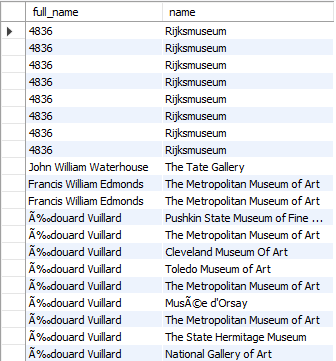 full_name name
4836 Rijksmuseum
4836 Rijksmuseum
4836 Rijksmuseum
4836 Rijksmuseum
4836 Rijksmuseum
4836 Rijksmuseum
4836 Rijksmuseum
4836 Rijksmuseum
John William Waterhouse The Tate Gallery
Francis William Edmonds The Metropolitan Museum of Art
Francis William Edmonds The Metropolitan Museum of Art
Ã‰douard Vuillard Pushkin State Museum of Fine ...
Ã‰douard Vuillard The Metropolitan Museum of Art
Ã‰douard Vuillard Cleveland Museum Of Art
Ã‰douard Vuillard Toledo Museum of Art
Ã‰douard Vuillard The Metropolitan Museum of Art
Ã‰douard Vuillard MusÃ©e d'Orsay
Ã‰douard Vuillard The Metropolitan Museum of Art
Ã‰douard Vuillard The State Hermitage Museum
Ã‰douard Vuillard National Gallery of Art